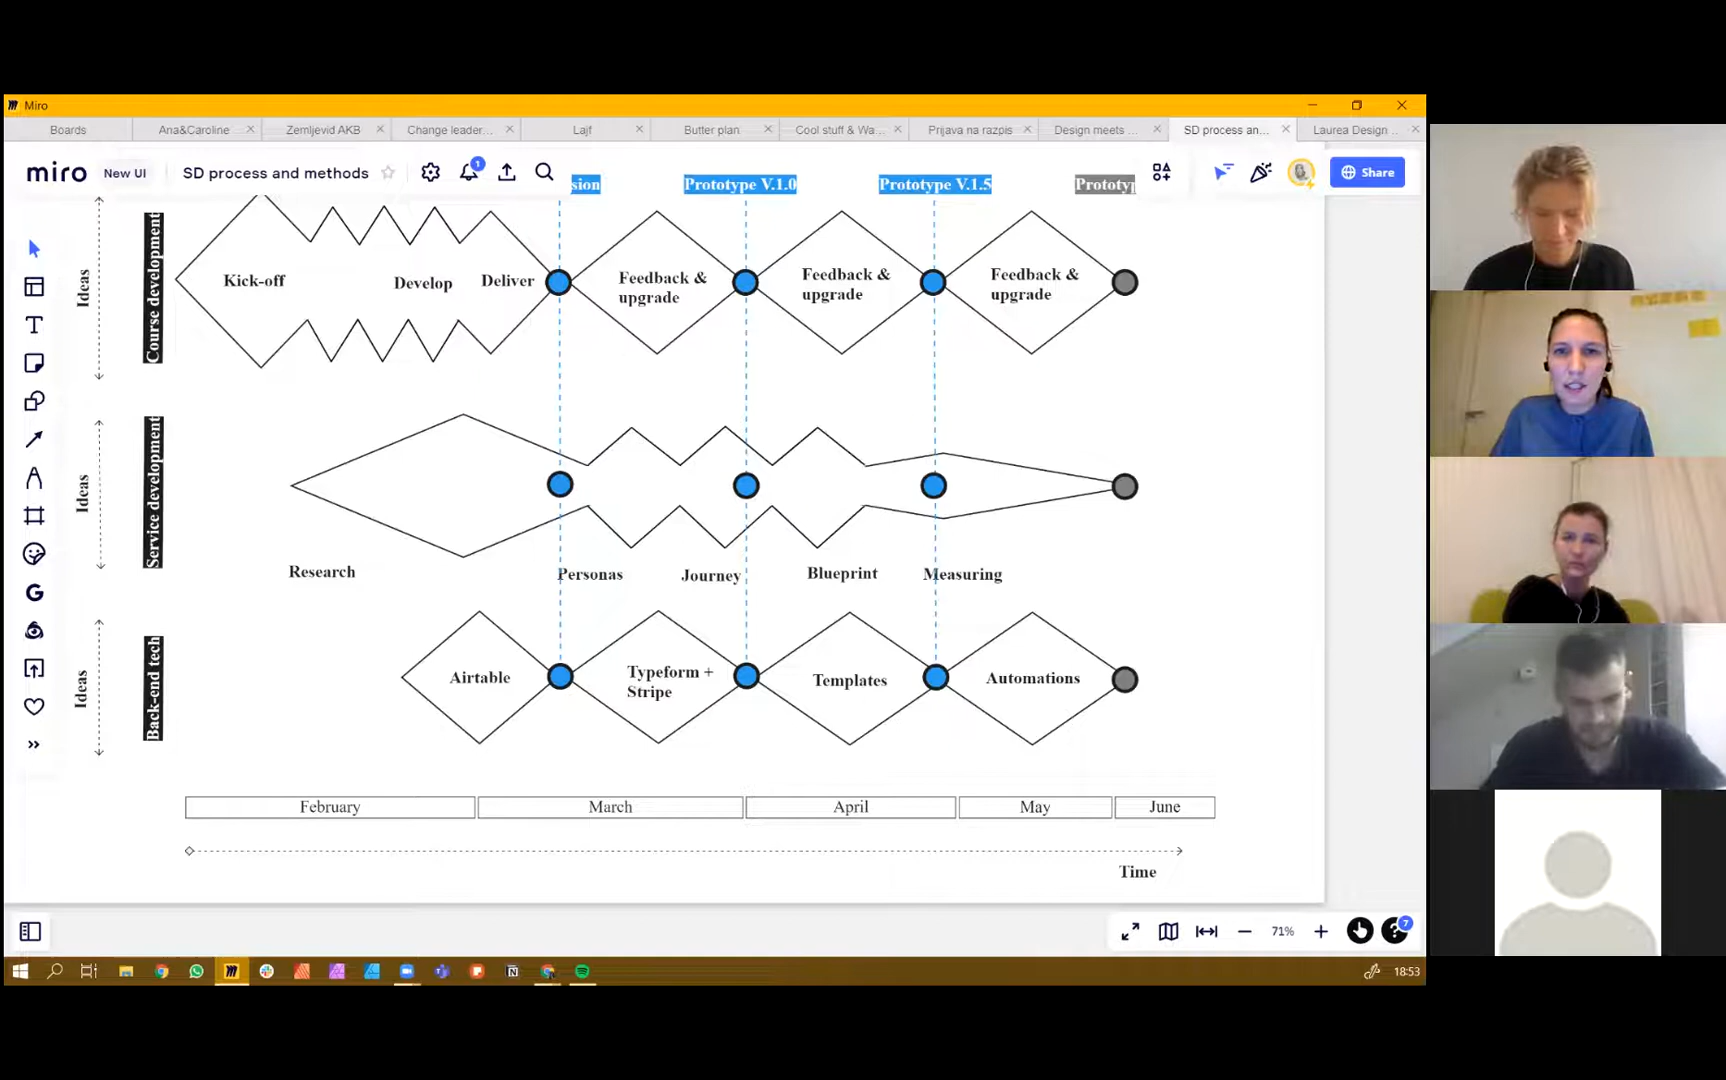 Miro
Boards
Ana&Caroline
Zemljevid AKB
Change leader...
Lajf
Butter plan
Cool stuff & Wa...
Prijava na razpis
Design meets ...
SD process an...
Laurea Design ...
miro
New UI
SD process and methods
1
Share
sion
Prototype V.1.0
Prototype V.1.5
Prototyp
Ideas
Course development
Kick-off
Develop
Deliver
Feedback &
upgrade
Feedback &
upgrade
Feedback &
upgrade
Ideas
Service development
Research
Personas
Journey
Blueprint
Measuring
Ideas
Back-end tech
Airtable
Typeform +
Stripe
Templates
Automations
February
March
April
May
June
Time
71%
?
7
18:53